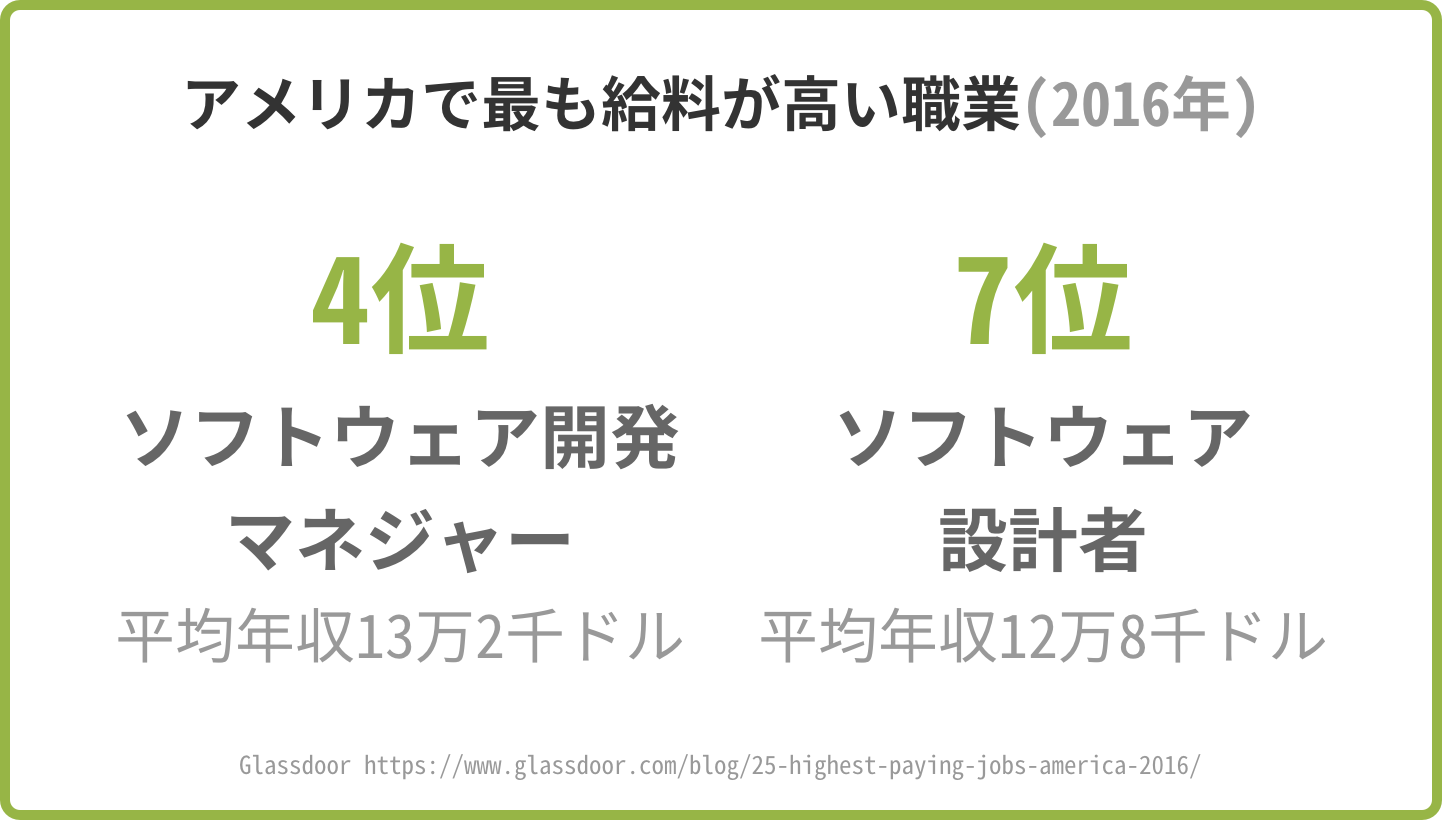 アメリカで最も給料が高い職業(2016年)
4位
ソフトウェア開発
マネジャー
平均年収13万2千ドル
7位
ソフトウェア
設計者
平均年収12万8千ドル
Glassdoor https://www.glassdoor.com/blog/25-highest-paying-jobs-america-2016/